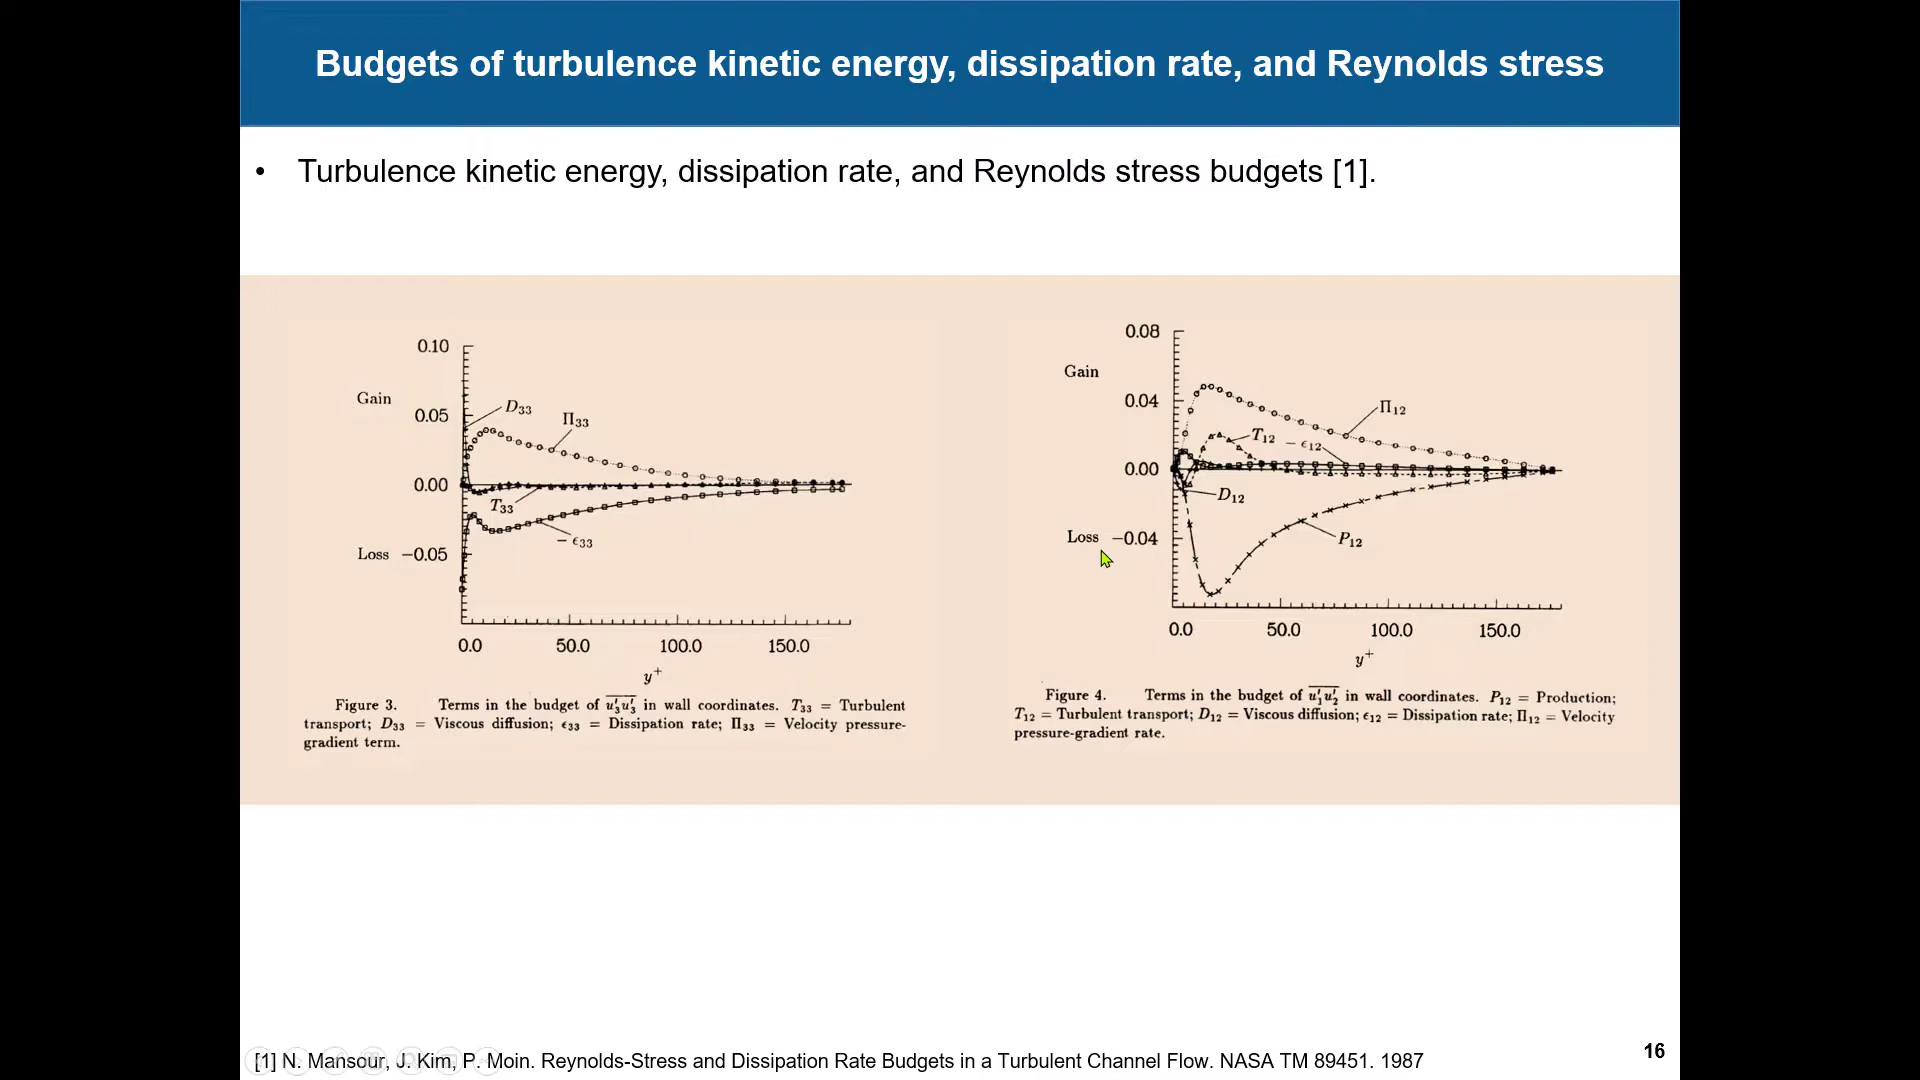 Budgets of turbulence kinetic energy, dissipation rate, and Reynolds stress
• Turbulence kinetic energy, dissipation rate, and Reynolds stress budgets [1].
0.10
Gain
0.05
0.00
Loss −0.05
D₃₃
Π₃₃
T₃₃
− ϵ₃₃
0.0 50.0 100.0 150.0
y⁺
Figure 3. Terms in the budget of u₃′u₃′ in wall coordinates. T₃₃ = Turbulent
transport; D₃₃ = Viscous diffusion; ϵ₃₃ = Dissipation rate; Π₃₃ = Velocity pressure-
gradient term.
0.08
Gain
0.04
0.00
Loss −0.04
Π₁₂
T₁₂ − ϵ₁₂
D₁₂
P₁₂
0.0 50.0 100.0 150.0
y⁺
Figure 4. Terms in the budget of u₁′u₂′ in wall coordinates. P₁₂ = Production;
T₁₂ = Turbulent transport; D₁₂ = Viscous diffusion; ϵ₁₂ = Dissipation rate; Π₁₂ = Velocity
pressure-gradient rate.
[1] N. Mansour, J. Kim, P. Moin. Reynolds-Stress and Dissipation Rate Budgets in a Turbulent Channel Flow. NASA TM 89451. 1987
16